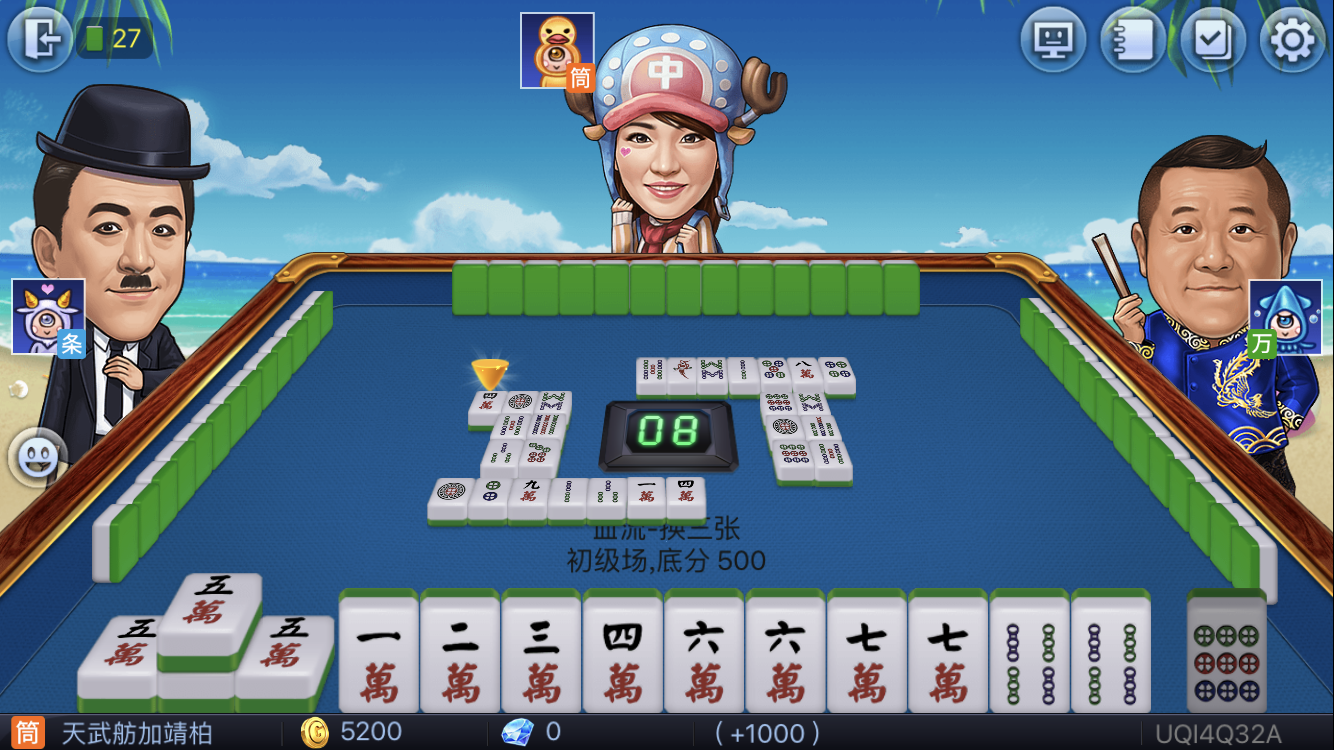 27
筒
中
条
万
四萬
八萬
08
九萬
一萬
四萬
血流-换三张
初级场,底分 500
五萬
五萬
五萬
一萬
二萬
三萬
四萬
六萬
六萬
七萬
七萬
筒
天武舫加靖柏
5200
0
( +1000 )
UQI4Q32A